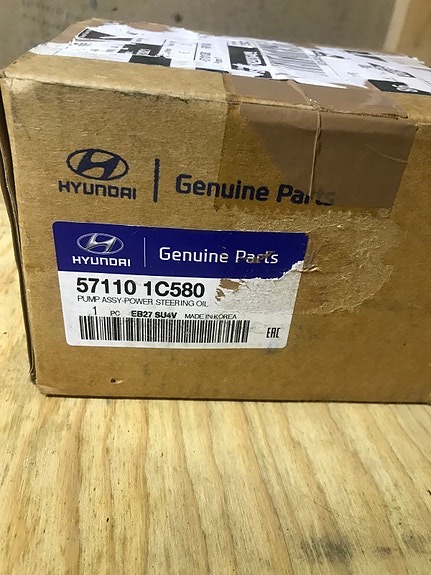 HYUNDAI
Genuine Parts
HYUNDAI
Genuine Parts
57110 1C580
PUMP ASSY-POWER STEERING OIL
1 PC EB27 SU4V MADE IN KOREA
EAC